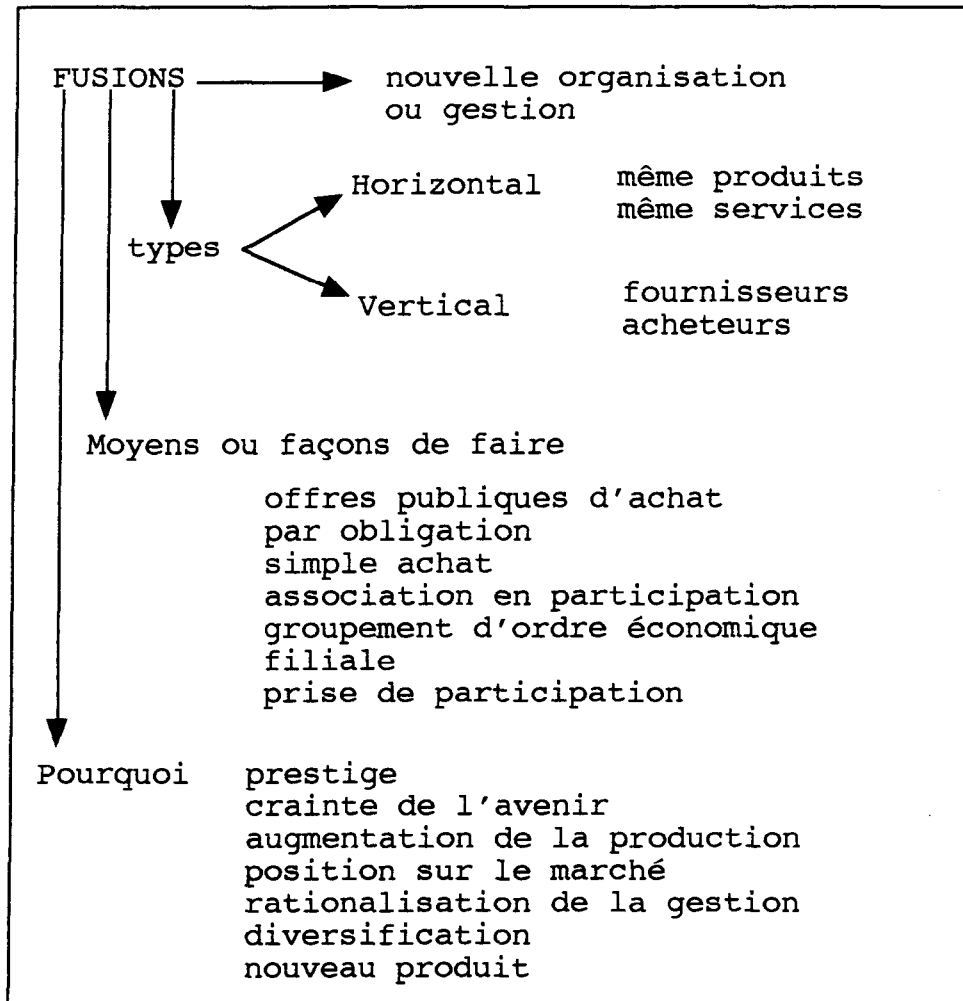 FUSIONS nouvelle organisation
ou gestion
Horizontal même produits
même services
types
Vertical fournisseurs
acheteurs
Moyens ou façons de faire
offres publiques d'achat
par obligation
simple achat
association en participation
groupement d'ordre économique
filiale
prise de participation
Pourquoi prestige
crainte de l'avenir
augmentation de la production
position sur le marché
rationalisation de la gestion
diversification
nouveau produit